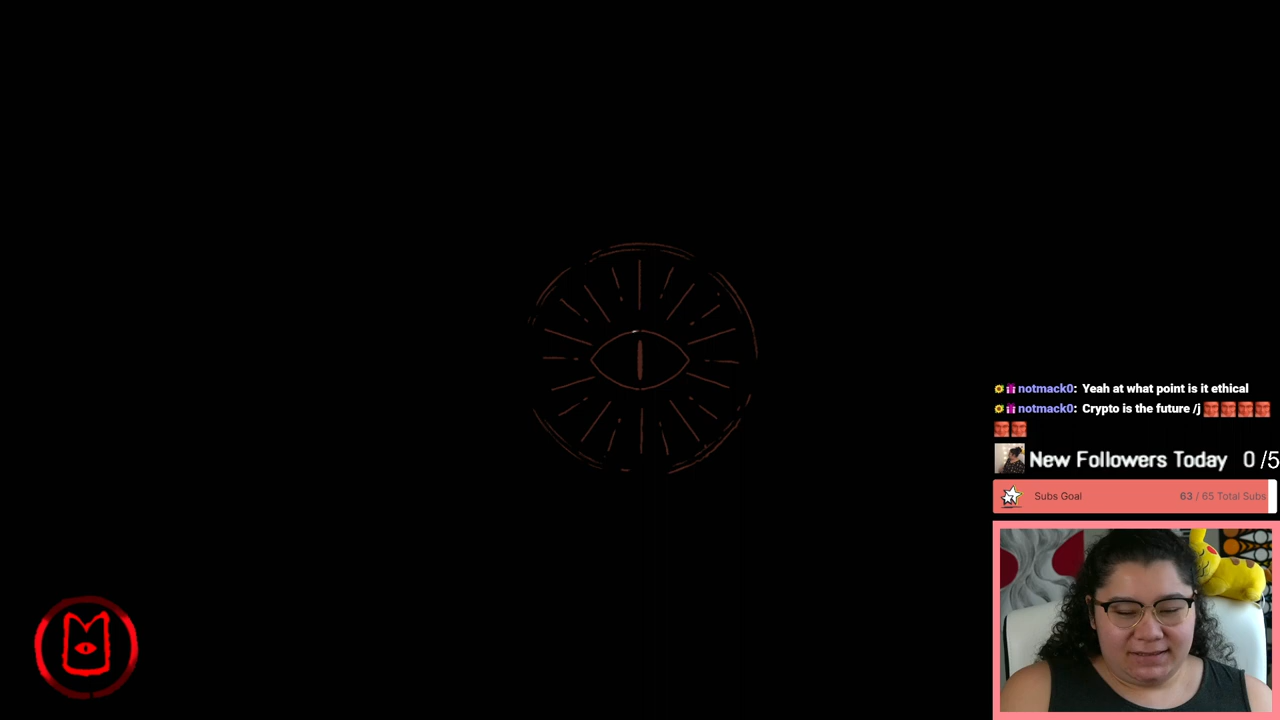 notmack0: Yeah at what point is it ethical
notmack0: Crypto is the future /j
New Followers Today 0 /5
Subs Goal 63 / 65 Total Subs